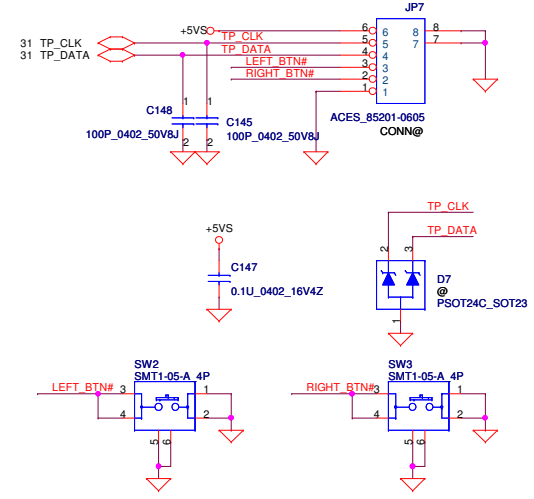 JP7
+5VS
6 6 8 8
31 TP_CLK TP_CLK 5 5 7 7
31 TP_DATA TP_DATA 4 4
LEFT_BTN# 3 3
RIGHT_BTN# 2 2
1 1
1 1
C148 C145
100P_0402_50V8J 100P_0402_50V8J
2 2
ACES_85201-0605
CONN@
TP_CLK
+5VS
TP_DATA
2 3
C147
0.1U_0402_16V4Z
D7
@
PSOT24C_SOT23
1
SW2
SMT1-05-A_4P
LEFT_BTN# 3 1
4 2
5 6
SW3
SMT1-05-A_4P
RIGHT_BTN# 3 1
4 2
5 6